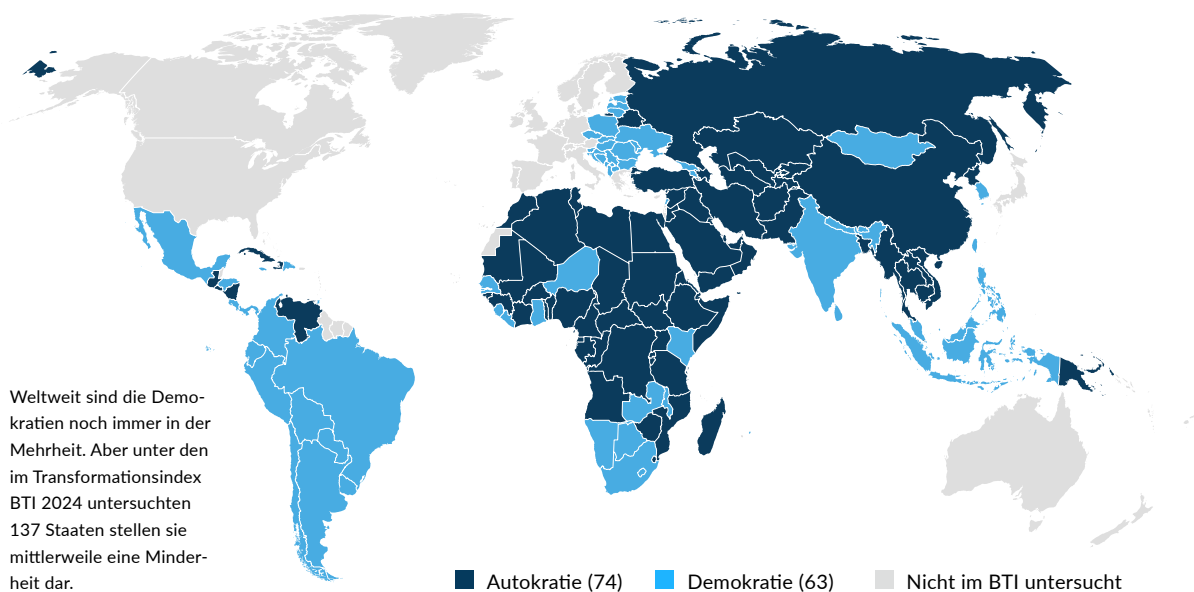 Weltweit sind die Demo-
kratien noch immer in der
Mehrheit. Aber unter den
im Transformationsindex
BTI 2024 untersuchten
137 Staaten stellen sie
mittlerweile eine Minder-
heit dar.
Autokratie (74) Demokratie (63) Nicht im BTI untersucht